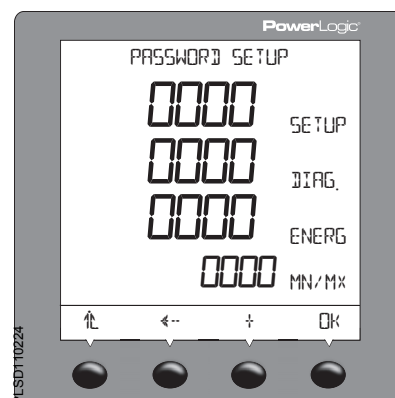 PowerLogic®
PASSWORD SETUP
0000 SETUP
0000 DIAG.
0000 ENERG
0000 MN/MX
<-- + OK
PLSD110224